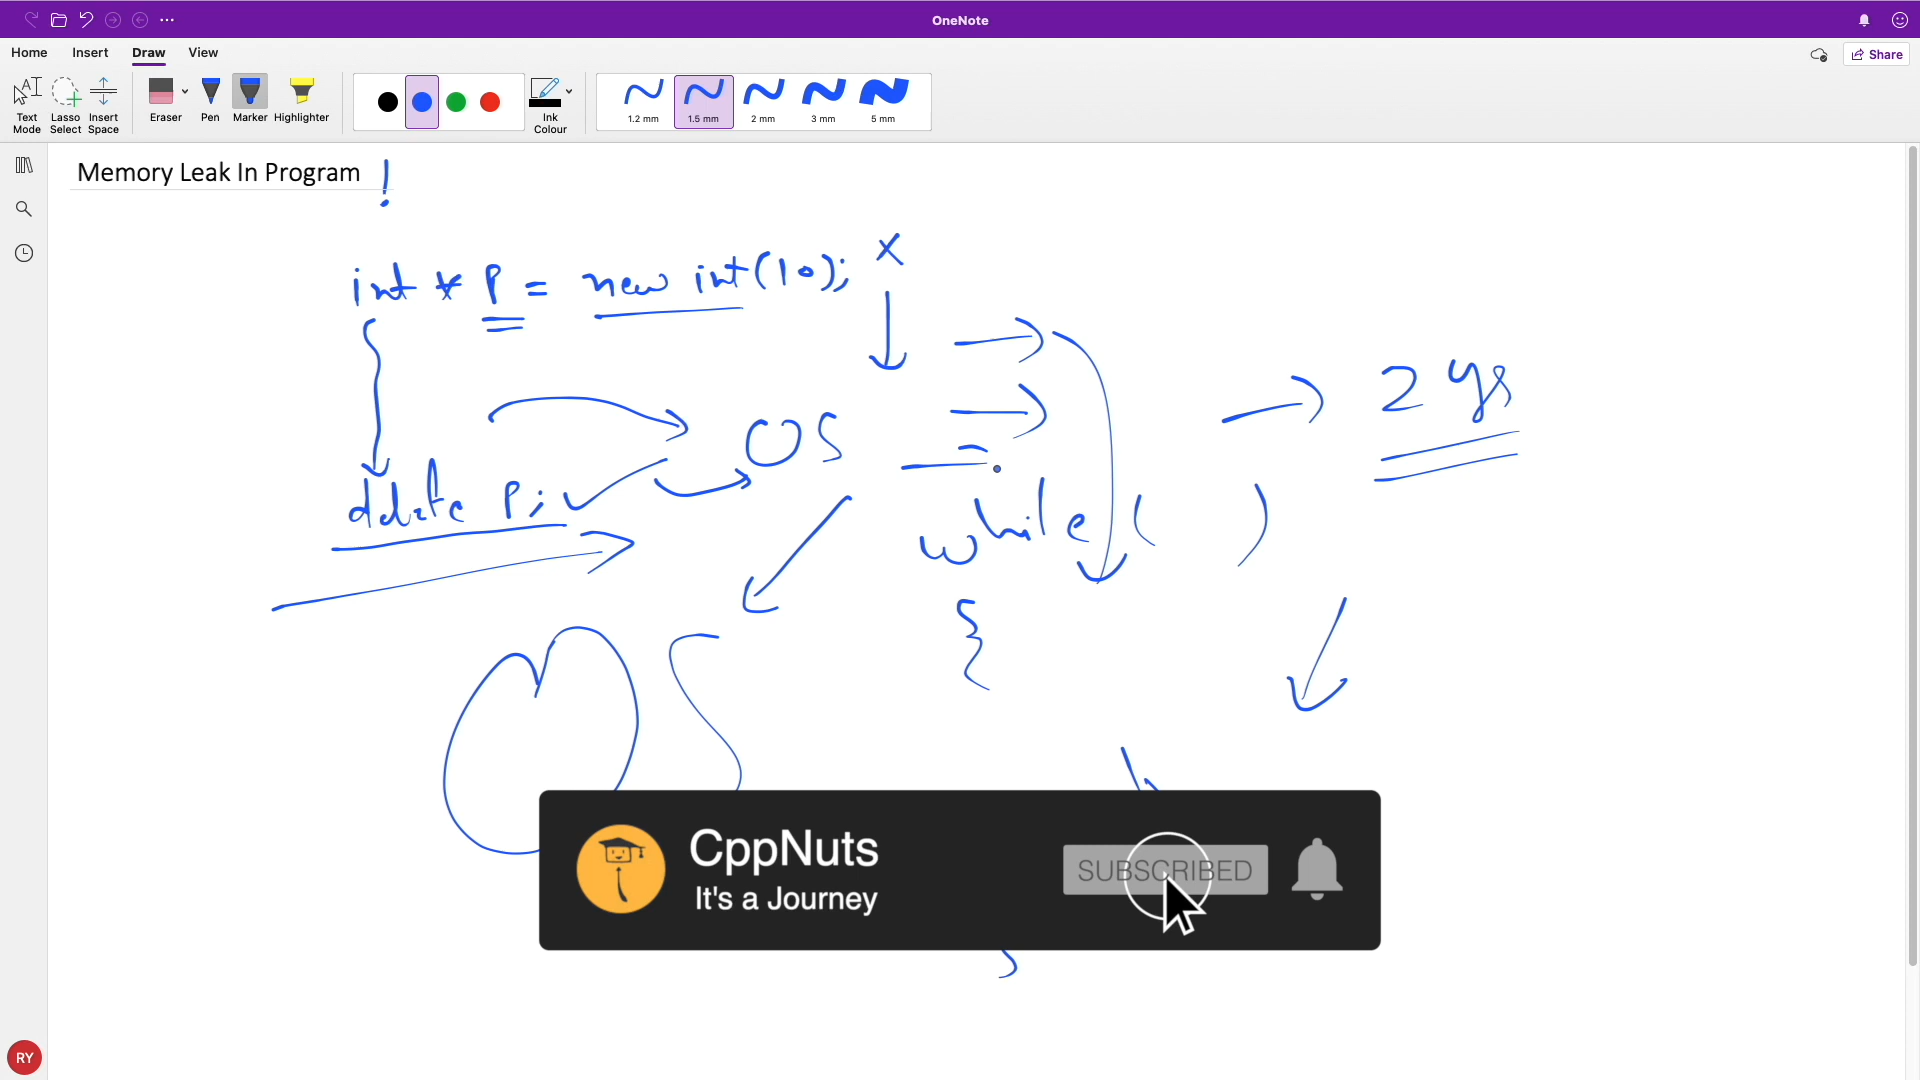 OneNote
Home Insert Draw View
Share
Text Mode
Lasso Select
Insert Space
Eraser
Pen
Marker
Highlighter
Ink Colour
1.2 mm
1.5 mm
2 mm
3 mm
5 mm
Memory Leak In Program !
int * P = new int(10); x
2 ys
OS
delete P;
while ( )
{
CppNuts
It's a Journey
SUBSCRIBED
RY